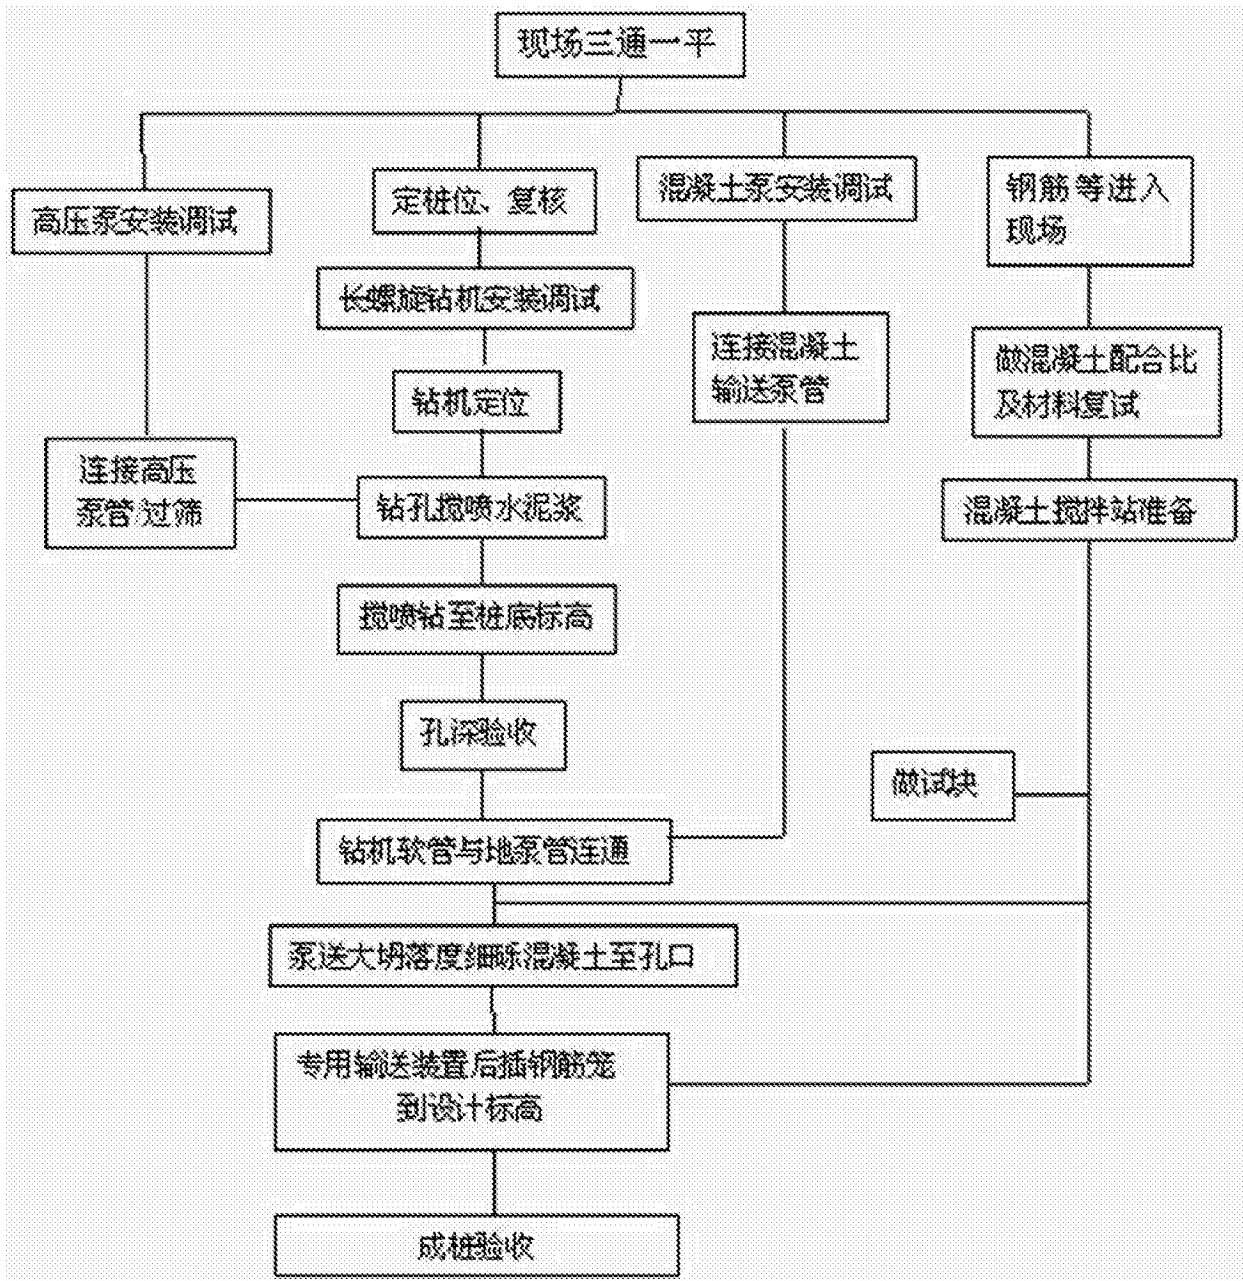 现场三通一平
高压泵安装调试
定桩位、复核
混凝土泵安装调试
钢筋等进入
现场
长螺旋钻机安装调试
连接混凝土
输送泵管
做混凝土配合比
及材料复试
钻机定位
连接高压
泵管/过筛
钻孔搅喷水泥浆
混凝土搅拌站准备
搅喷钻至桩底标高
孔深验收
做试块
钻机软管与地泵管连通
泵送大坍落度细砾混凝土至孔口
专用输送装置后插钢筋笼
到设计标高
成桩验收